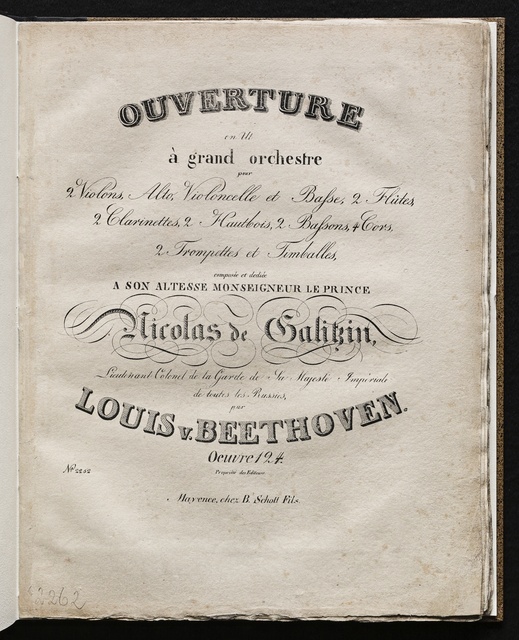 OUVERTURE
en Ut
à grand orchestre
pour
2 Violons, Alto, Violoncelle et Basse, 2 Flûtes,
2 Clarinettes, 2 Hautbois, 2 Bassons, 4 Cors,
2 Trompettes et Timballes,
composée et dediée
A SON ALTESSE MONSEIGNEUR LE PRINCE
Nicolas de Galitzin,
Lieutenant Colonel de la Garde de Sa Majesté Impériale
de toutes les Russies,
par
LOUIS v. BEETHOVEN.
Oeuvre 124.
Propriété des Editeurs
No 2262
Mayence, chez B. Schott Fils.